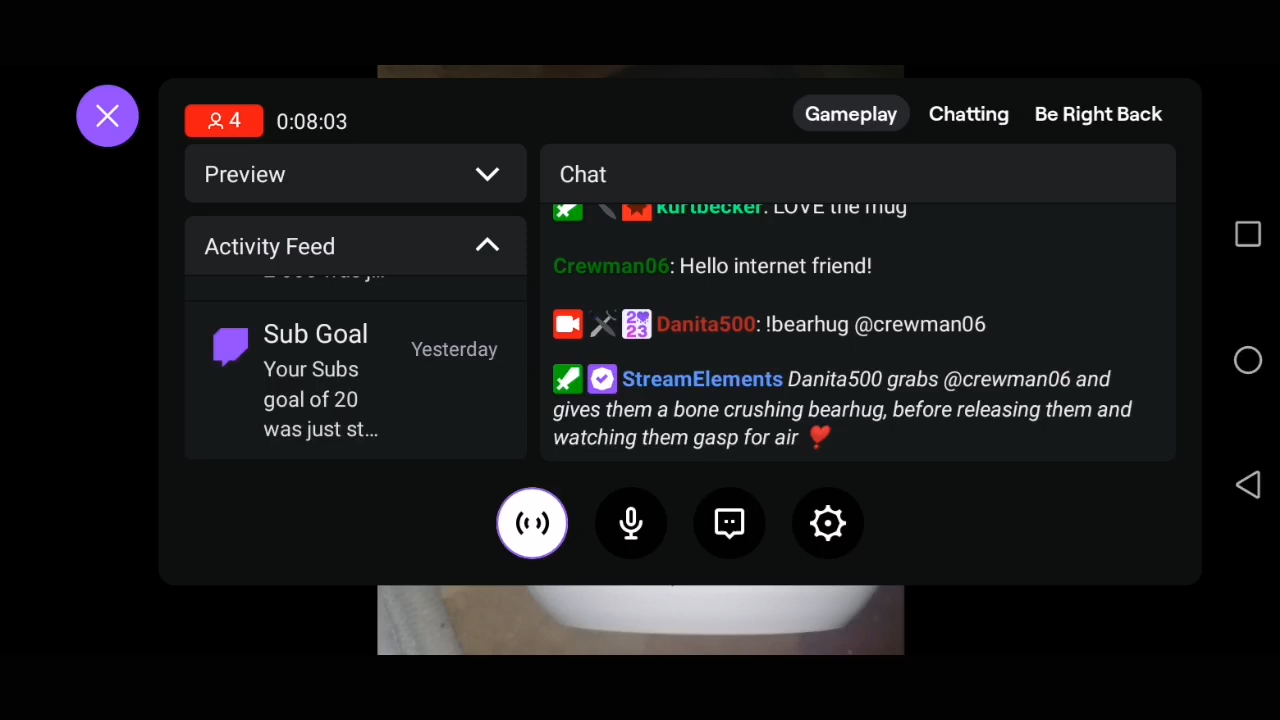 4 0:08:03
Gameplay Chatting Be Right Back
Preview
Activity Feed
Sub Goal
Yesterday
Your Subs
goal of 20
was just st...
Chat
kurtbecker: LOVE the mug
Crewman06: Hello internet friend!
2023 Danita500: !bearhug @crewman06
StreamElements Danita500 grabs @crewman06 and
gives them a bone crushing bearhug, before releasing them and
watching them gasp for air